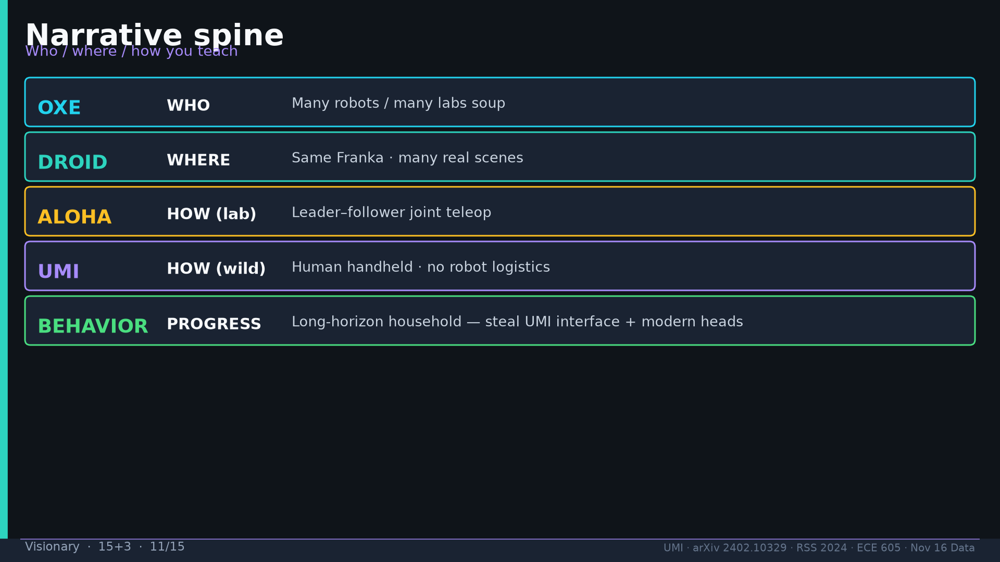 Narrative spine
Who / where / how you teach
OXE WHO Many robots / many labs soup
DROID WHERE Same Franka · many real scenes
ALOHA HOW (lab) Leader–follower joint teleop
UMI HOW (wild) Human handheld · no robot logistics
BEHAVIOR PROGRESS Long-horizon household — steal UMI interface + modern heads
Visionary · 15+3 · 11/15
UMI · arXiv 2402.10329 · RSS 2024 · ECE 605 · Nov 16 Data